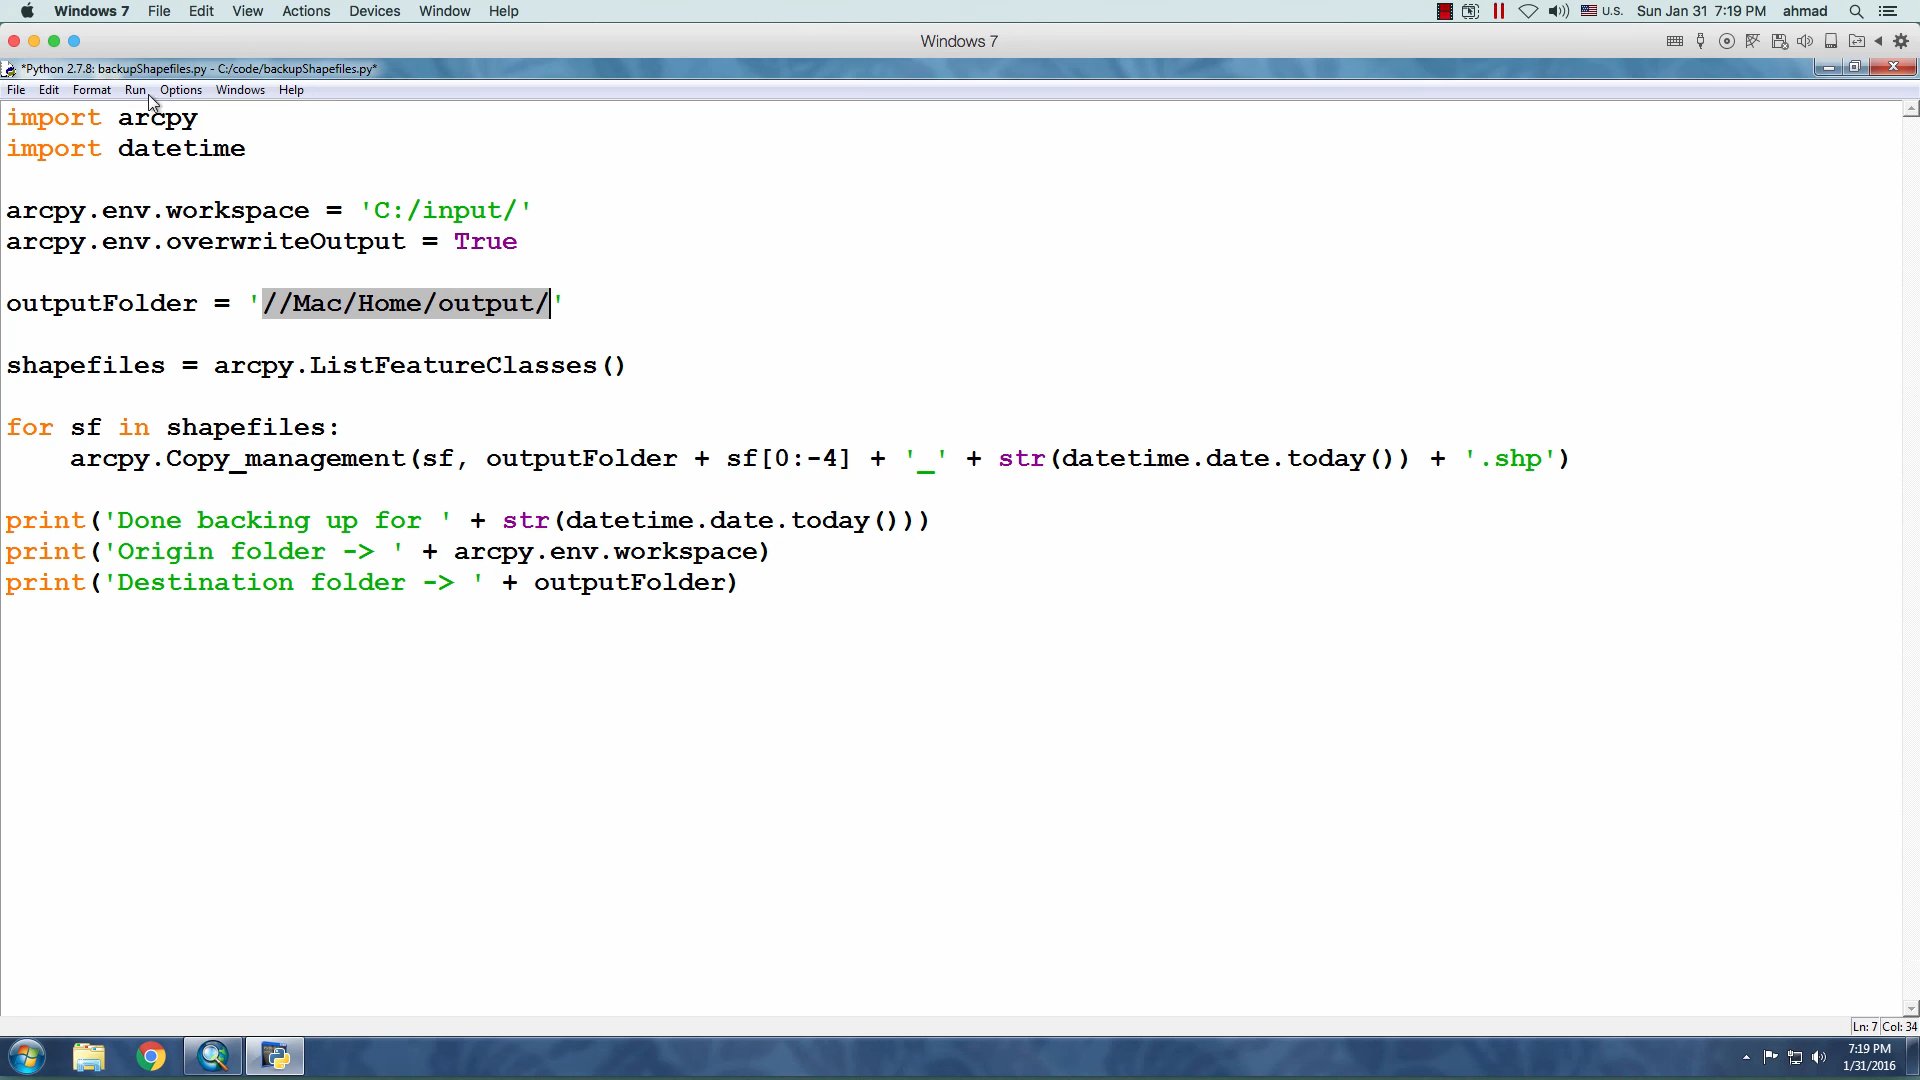 Windows 7 File Edit View Actions Devices Window Help U.S. Sun Jan 31 7:19 PM ahmad
Windows 7
*Python 2.7.8: backupShapefiles.py - C:/code/backupShapefiles.py*
File Edit Format Run Options Windows Help
import arcpy
import datetime
arcpy.env.workspace = 'C:/input/'
arcpy.env.overwriteOutput = True
outputFolder = '//Mac/Home/output/'
shapefiles = arcpy.ListFeatureClasses()
for sf in shapefiles:
arcpy.Copy_management(sf, outputFolder + sf[0:-4] + '_' + str(datetime.date.today()) + '.shp')
print('Done backing up for ' + str(datetime.date.today()))
print('Origin folder -> ' + arcpy.env.workspace)
print('Destination folder -> ' + outputFolder)
Ln: 7 Col: 34
7:19 PM
1/31/2016